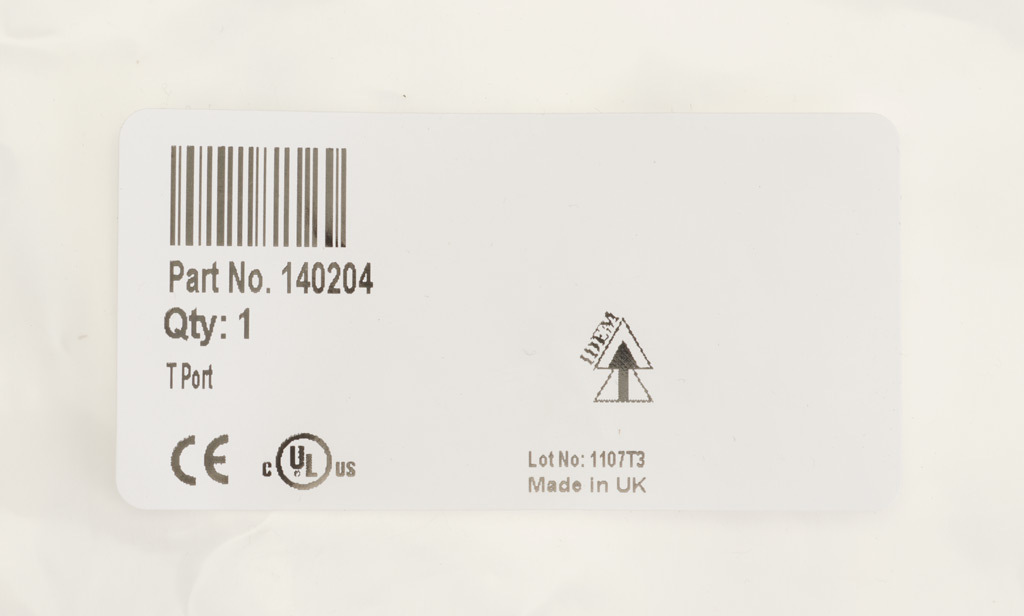 Part No. 140204
Qty: 1
T Port
IDEM
CE
c UL US
Lot No: 1107T3
Made in UK